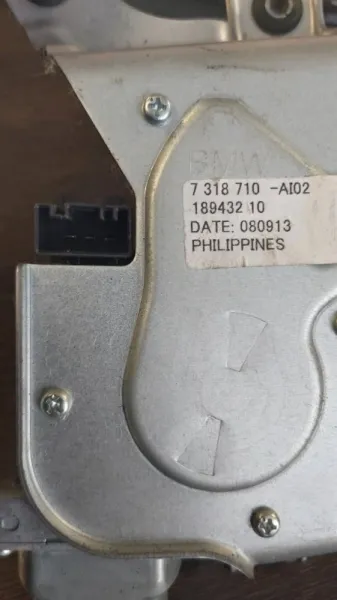 BMW
7 318 710 -AI02
189432 10
DATE: 080913
PHILIPPINES